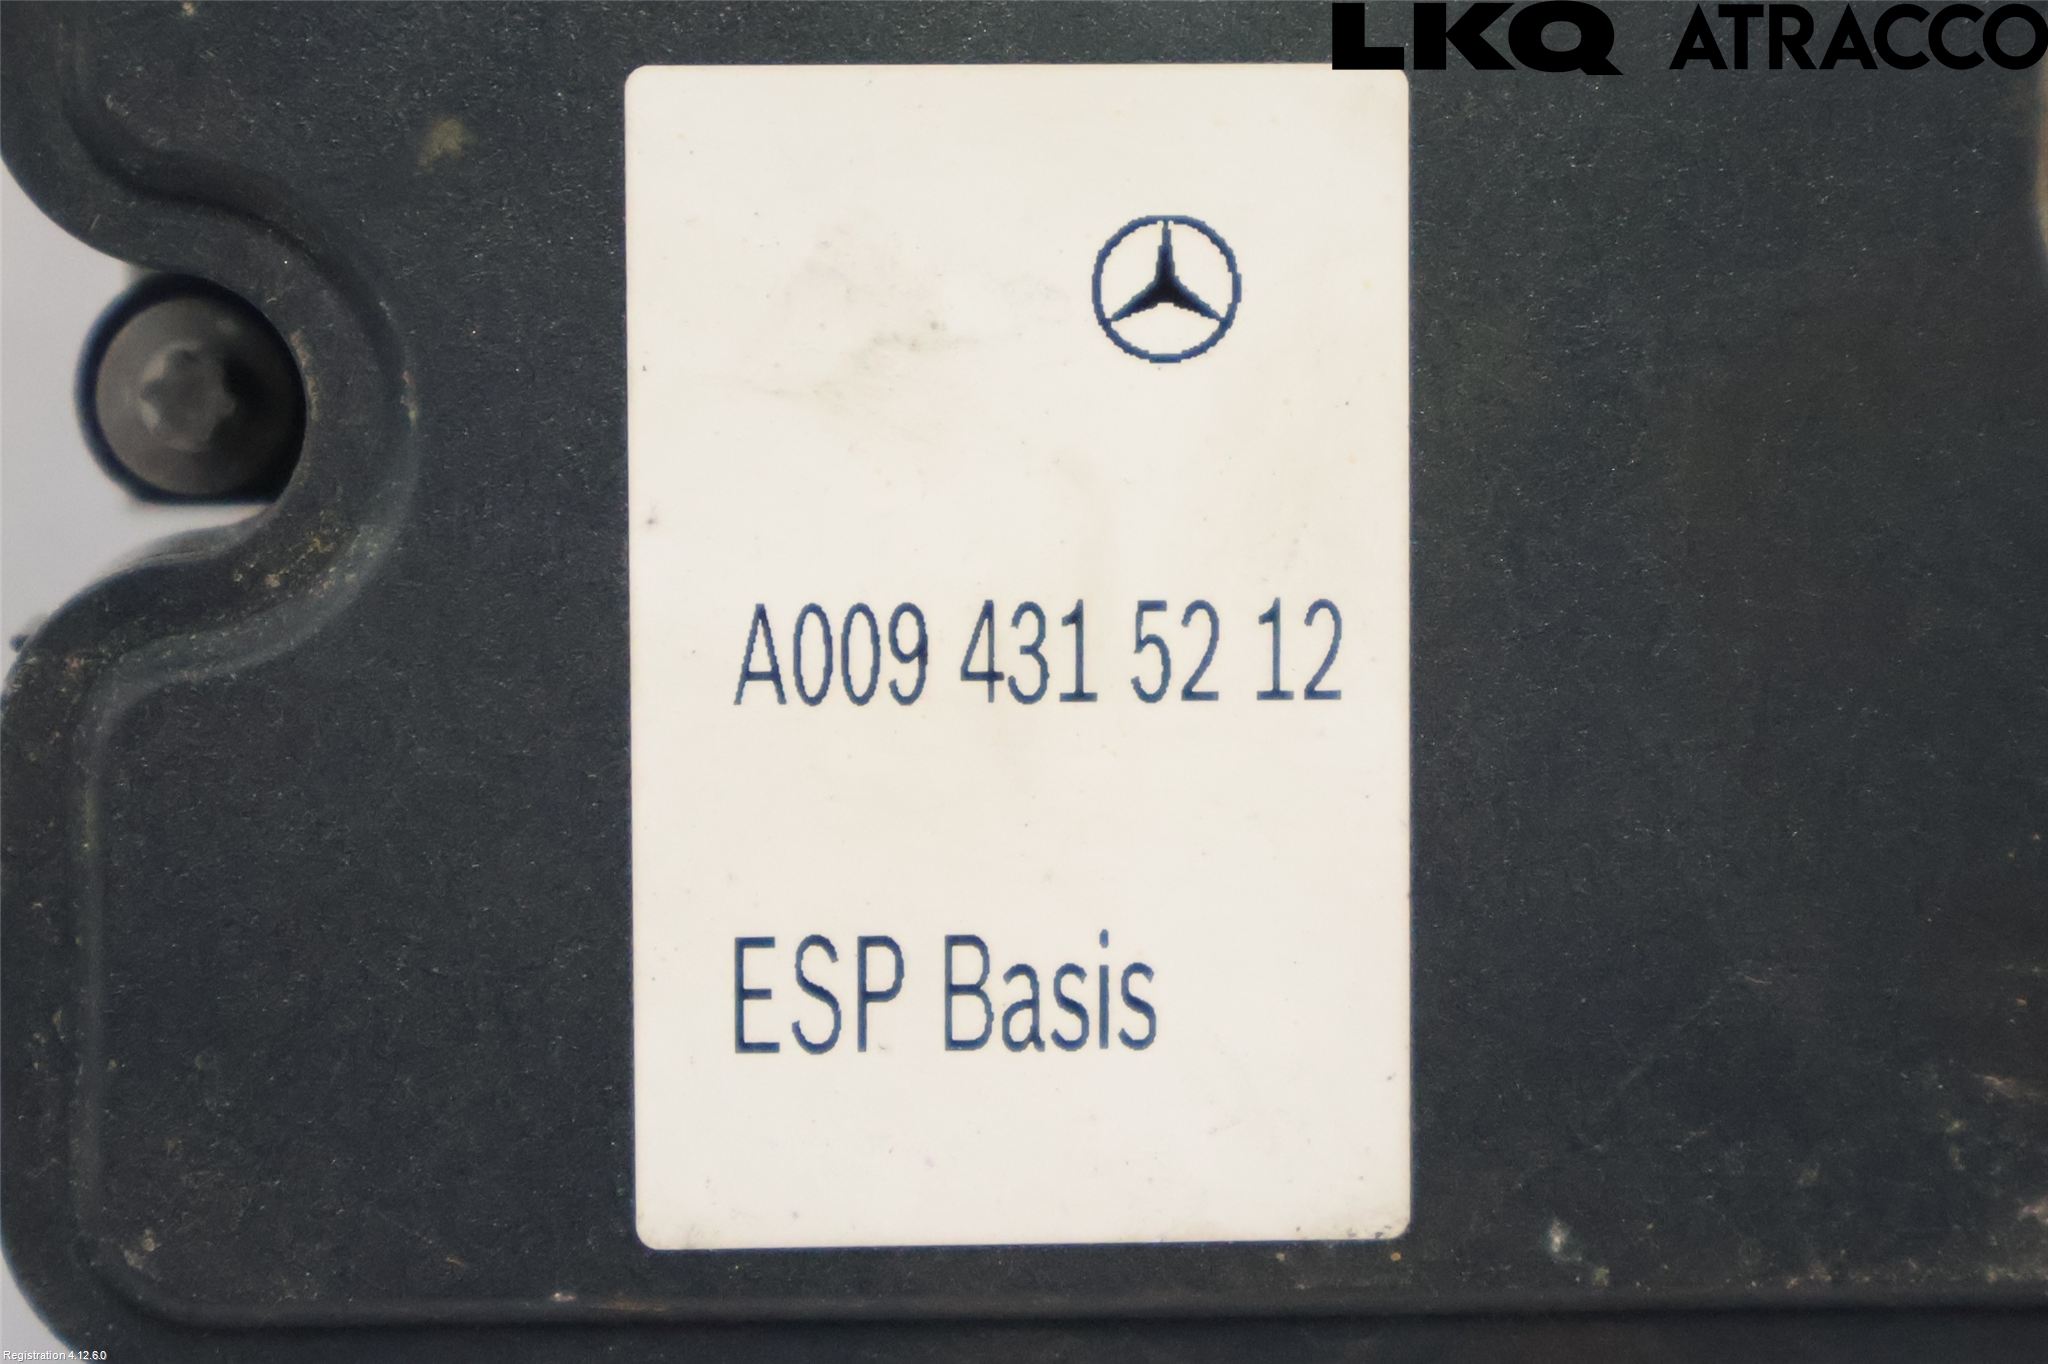 LKQ ATRACCO
A009 431 52 12
ESP Basis
Registration 4.12.6.0